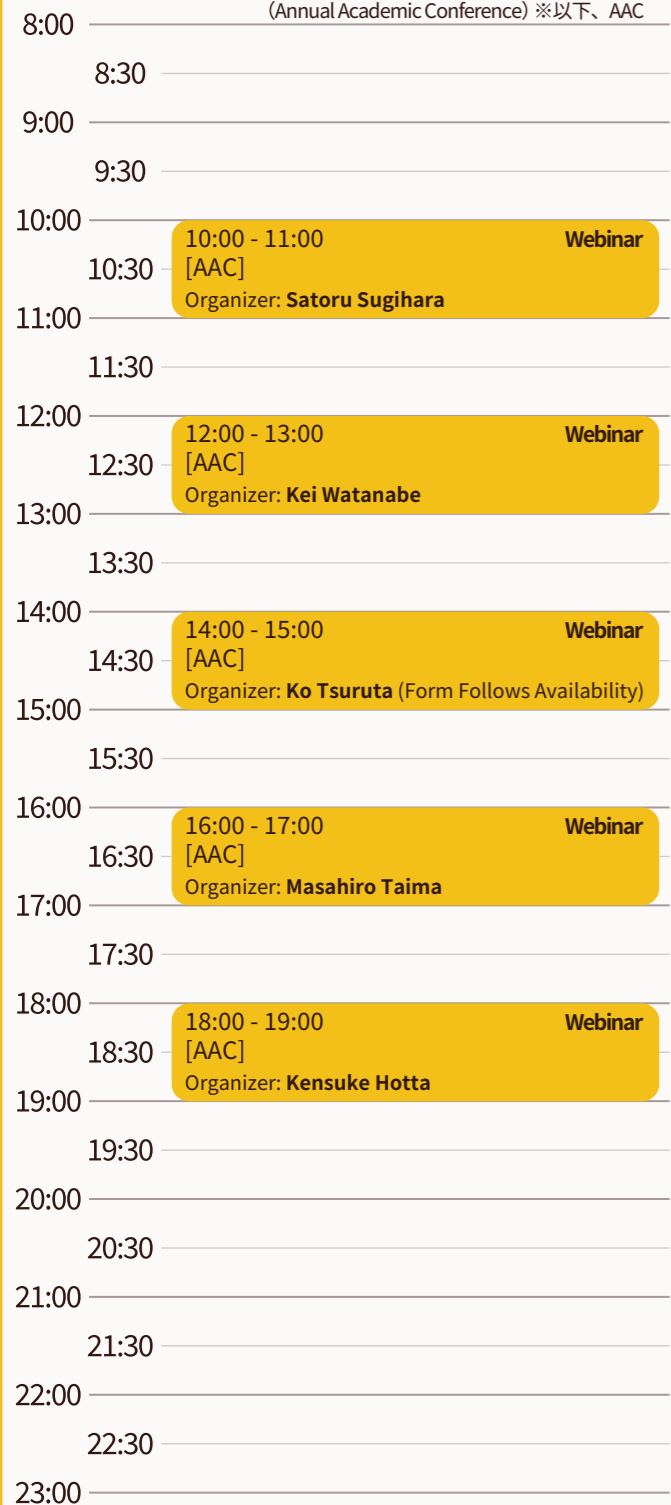 (Annual Academic Conference) ※以下、AAC
8:00
8:30
9:00
9:30
10:00
10:00 - 11:00 Webinar
10:30 [AAC]
Organizer: Satoru Sugihara
11:00
11:30
12:00
12:00 - 13:00 Webinar
12:30 [AAC]
Organizer: Kei Watanabe
13:00
13:30
14:00
14:00 - 15:00 Webinar
14:30 [AAC]
Organizer: Ko Tsuruta (Form Follows Availability)
15:00
15:30
16:00
16:00 - 17:00 Webinar
16:30 [AAC]
Organizer: Masahiro Taima
17:00
17:30
18:00
18:00 - 19:00 Webinar
18:30 [AAC]
Organizer: Kensuke Hotta
19:00
19:30
20:00
20:30
21:00
21:30
22:00
22:30
23:00